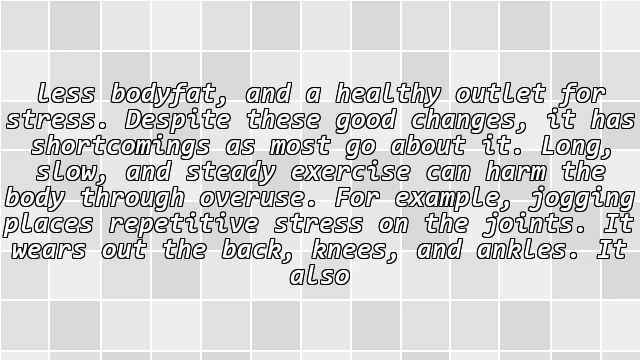 less bodyfat, and a healthy outlet for
stress. Despite these good changes, it has
shortcomings as most go about it. Long,
slow, and steady exercise can harm the
body through overuse. For example, jogging
places repetitive stress on the joints. It
wears out the back, knees, and ankles. It
also